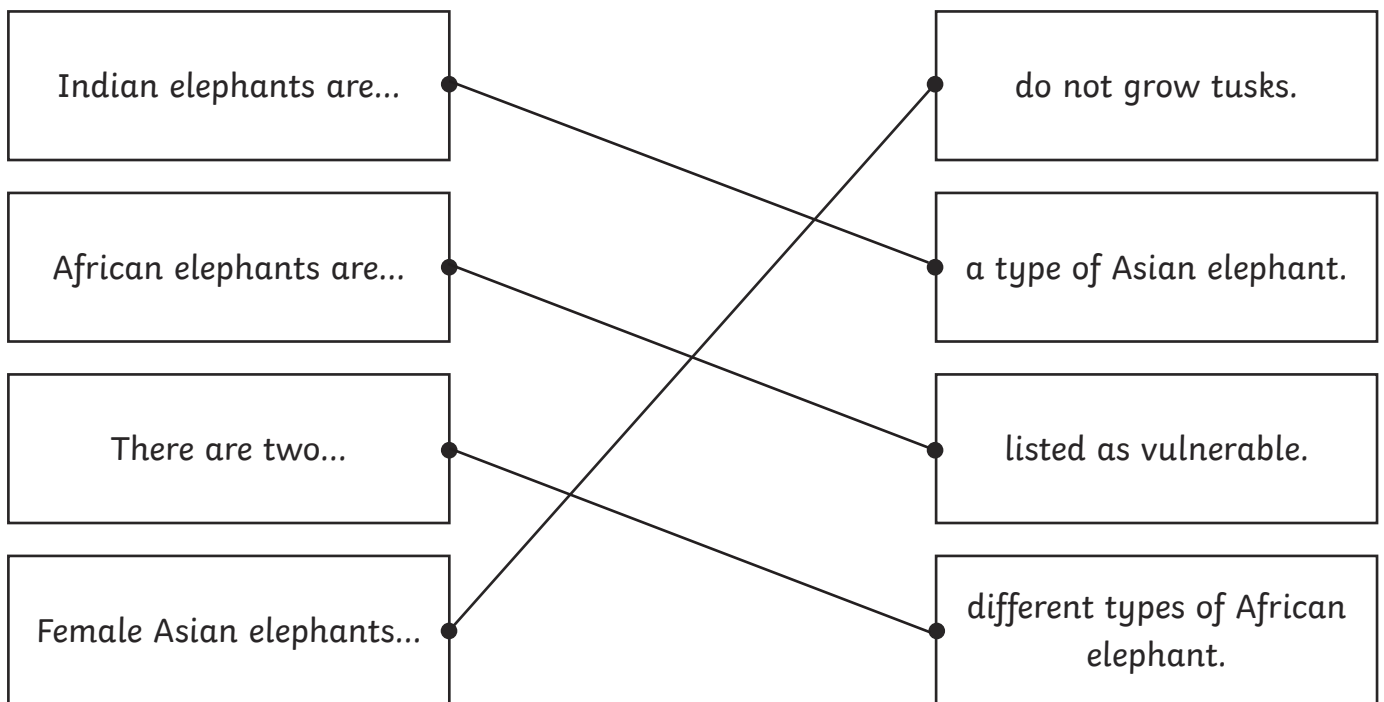 Indian elephants are...
do not grow tusks.
African elephants are...
a type of Asian elephant.
There are two...
listed as vulnerable.
Female Asian elephants...
different types of African
elephant.